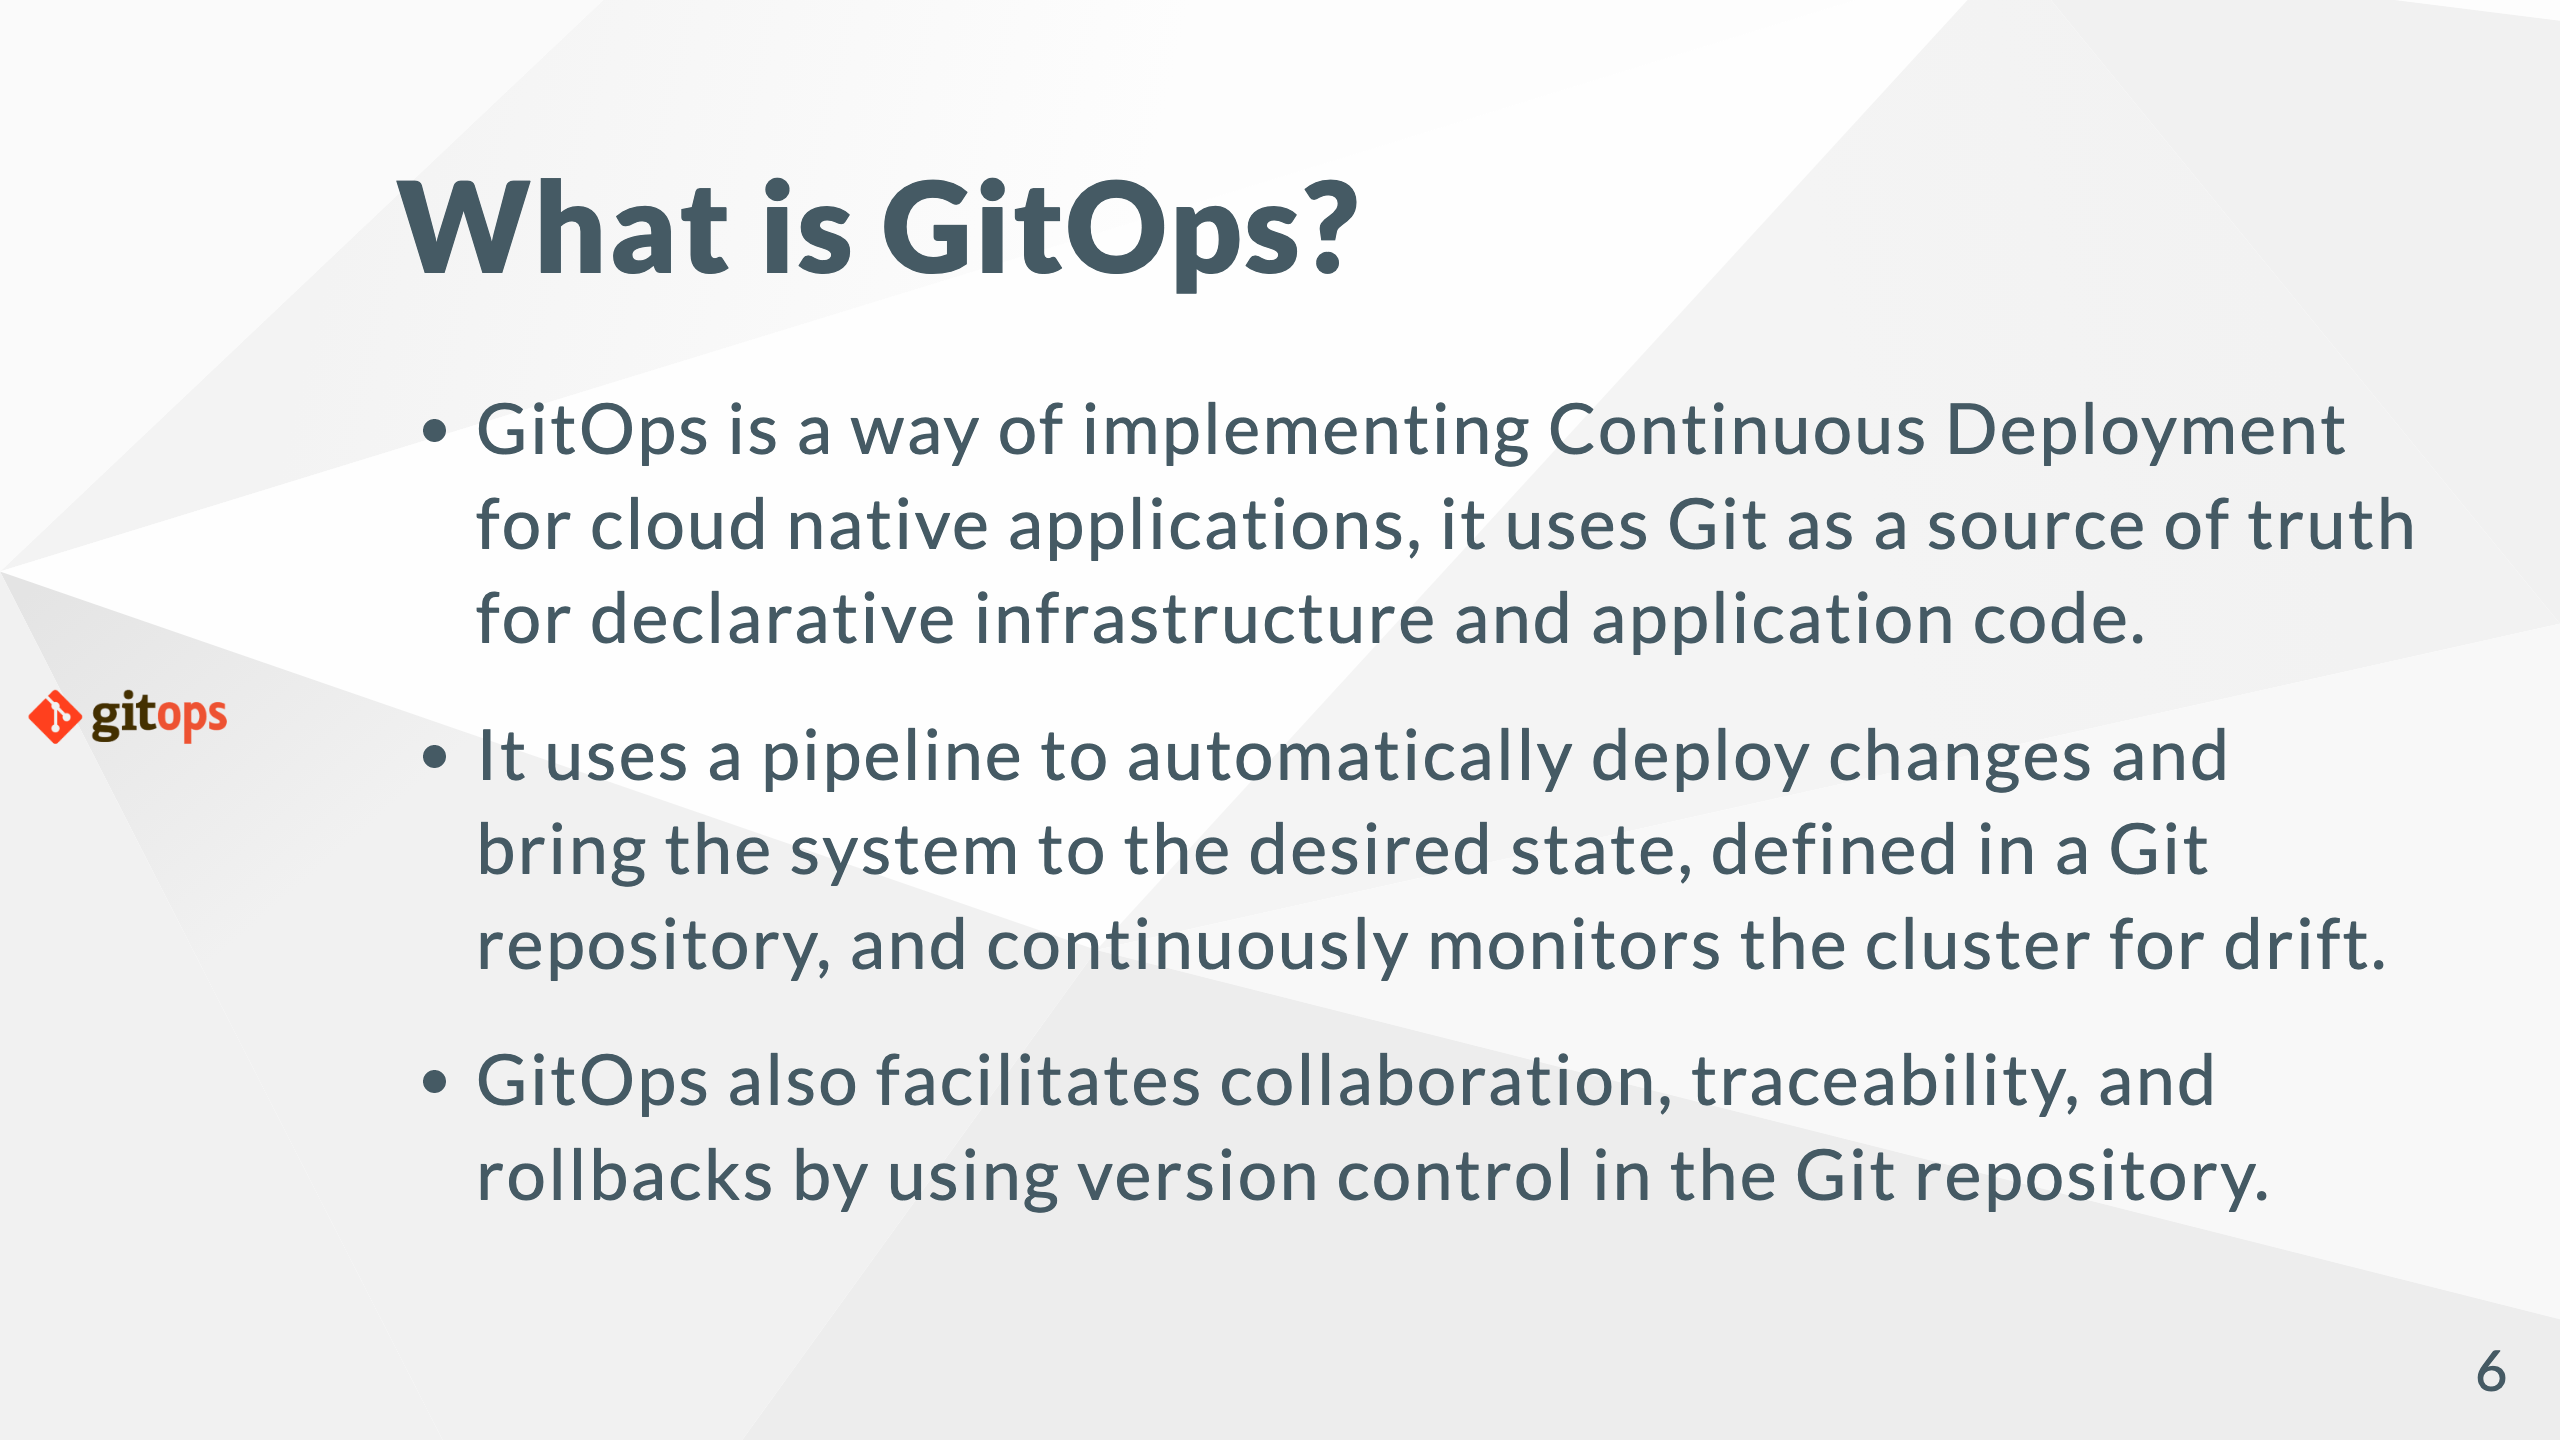 What is GitOps?
• GitOps is a way of implementing Continuous Deployment
for cloud native applications, it uses Git as a source of truth
for declarative infrastructure and application code.
gitops
• It uses a pipeline to automatically deploy changes and
bring the system to the desired state, defined in a Git
repository, and continuously monitors the cluster for drift.
• GitOps also facilitates collaboration, traceability, and
rollbacks by using version control in the Git repository.
6